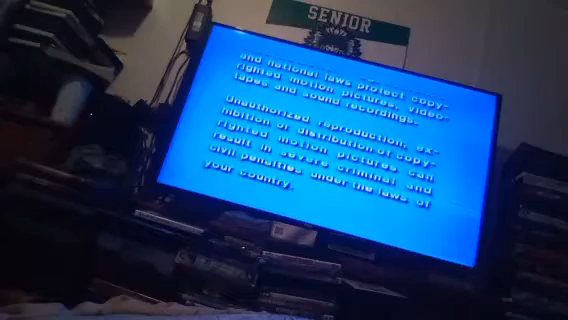 SENIOR
and national laws protect copy-
righted motion pictures, video-
tapes and sound recordings.
Unauthorized reproduction, ex-
hibition or distribution of copy-
righted motion pictures can
result in severe criminal and
civil penalties under the laws of
your country.